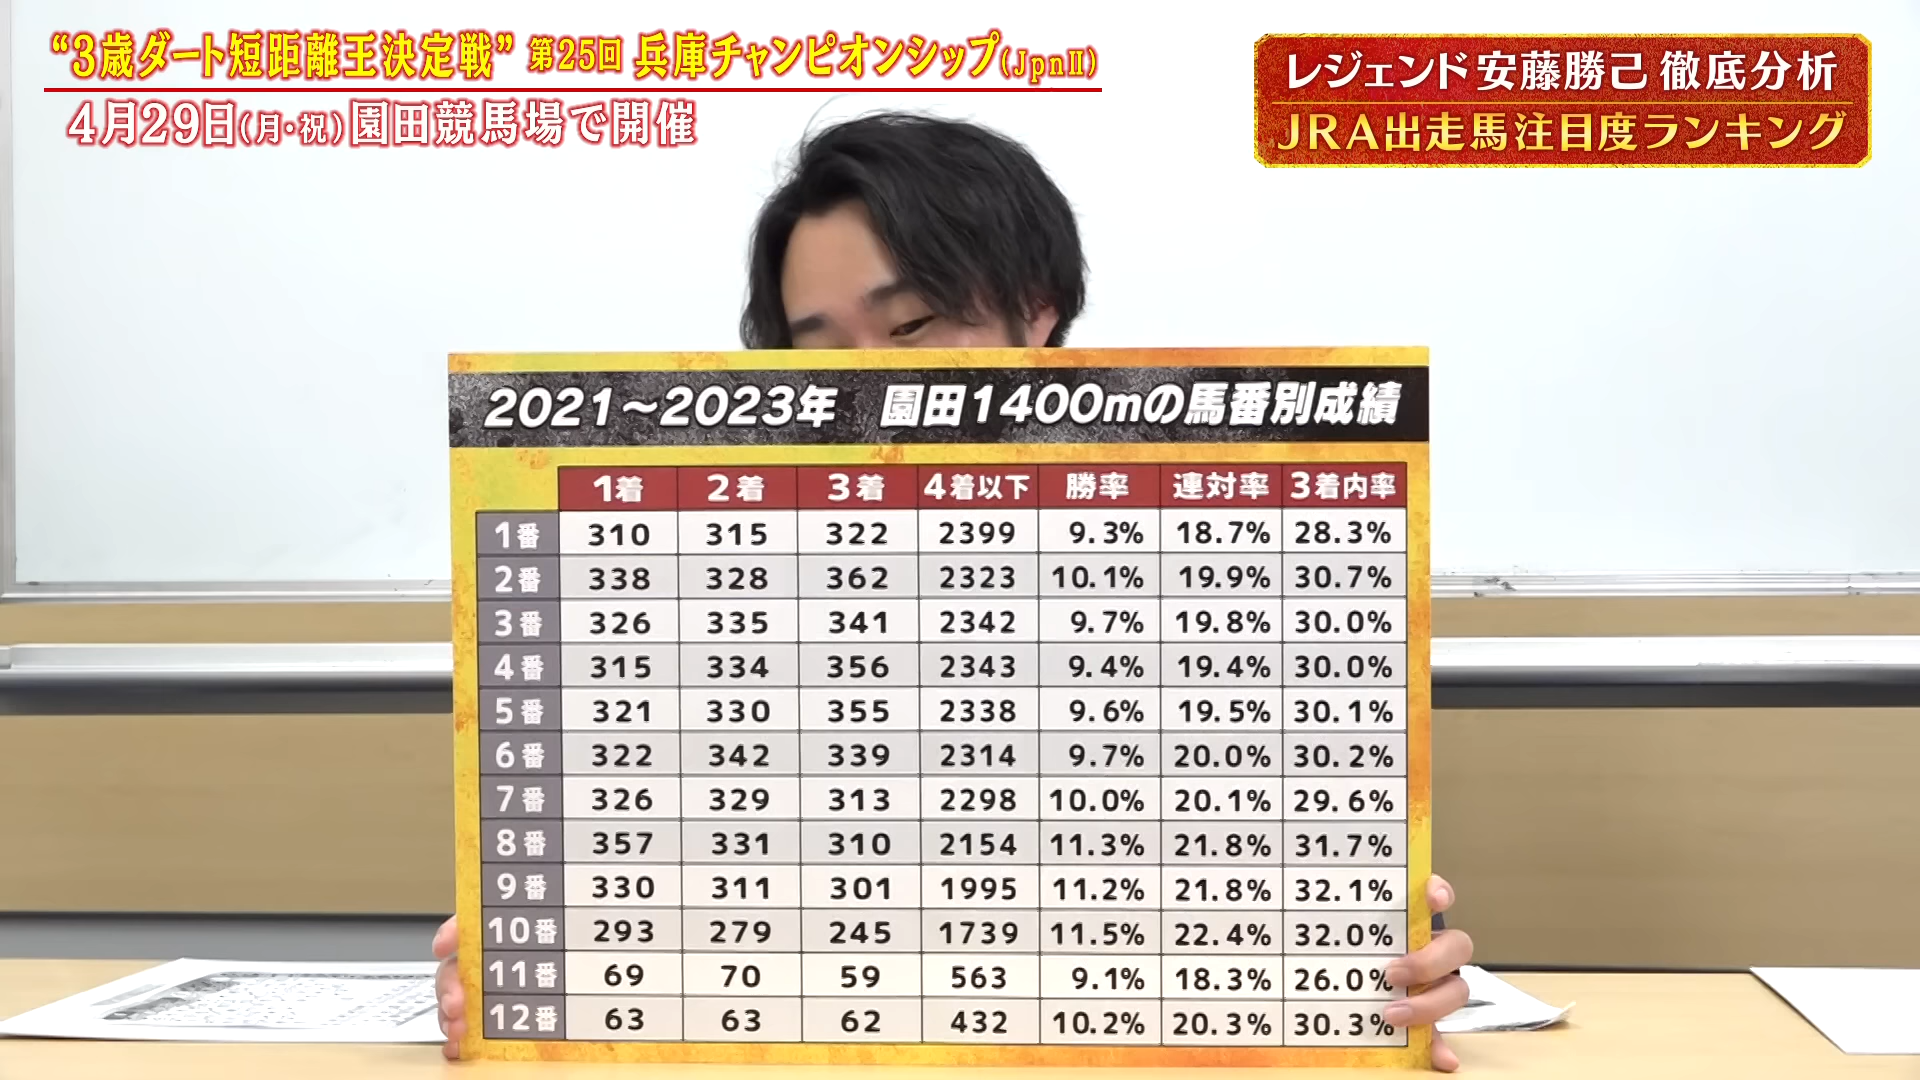 “3歳ダート短距離王決定戦” 第25回 兵庫チャンピオンシップ(JpnⅡ)
4月29日(月・祝)園田競馬場で開催
レジェンド安藤勝己 徹底分析
JRA出走馬注目度ランキング
2021~2023年 園田1400mの馬番別成績
1着 2着 3着 4着以下 勝率 連対率 3着内率
1番 310 315 322 2399 9.3% 18.7% 28.3%
2番 338 328 362 2323 10.1% 19.9% 30.7%
3番 326 335 341 2342 9.7% 19.8% 30.0%
4番 315 334 356 2343 9.4% 19.4% 30.0%
5番 321 330 355 2338 9.6% 19.5% 30.1%
6番 322 342 339 2314 9.7% 20.0% 30.2%
7番 326 329 313 2298 10.0% 20.1% 29.6%
8番 357 331 310 2154 11.3% 21.8% 31.7%
9番 330 311 301 1995 11.2% 21.8% 32.1%
10番 293 279 245 1739 11.5% 22.4% 32.0%
11番 69 70 59 563 9.1% 18.3% 26.0%
12番 63 63 62 432 10.2% 20.3% 30.3%